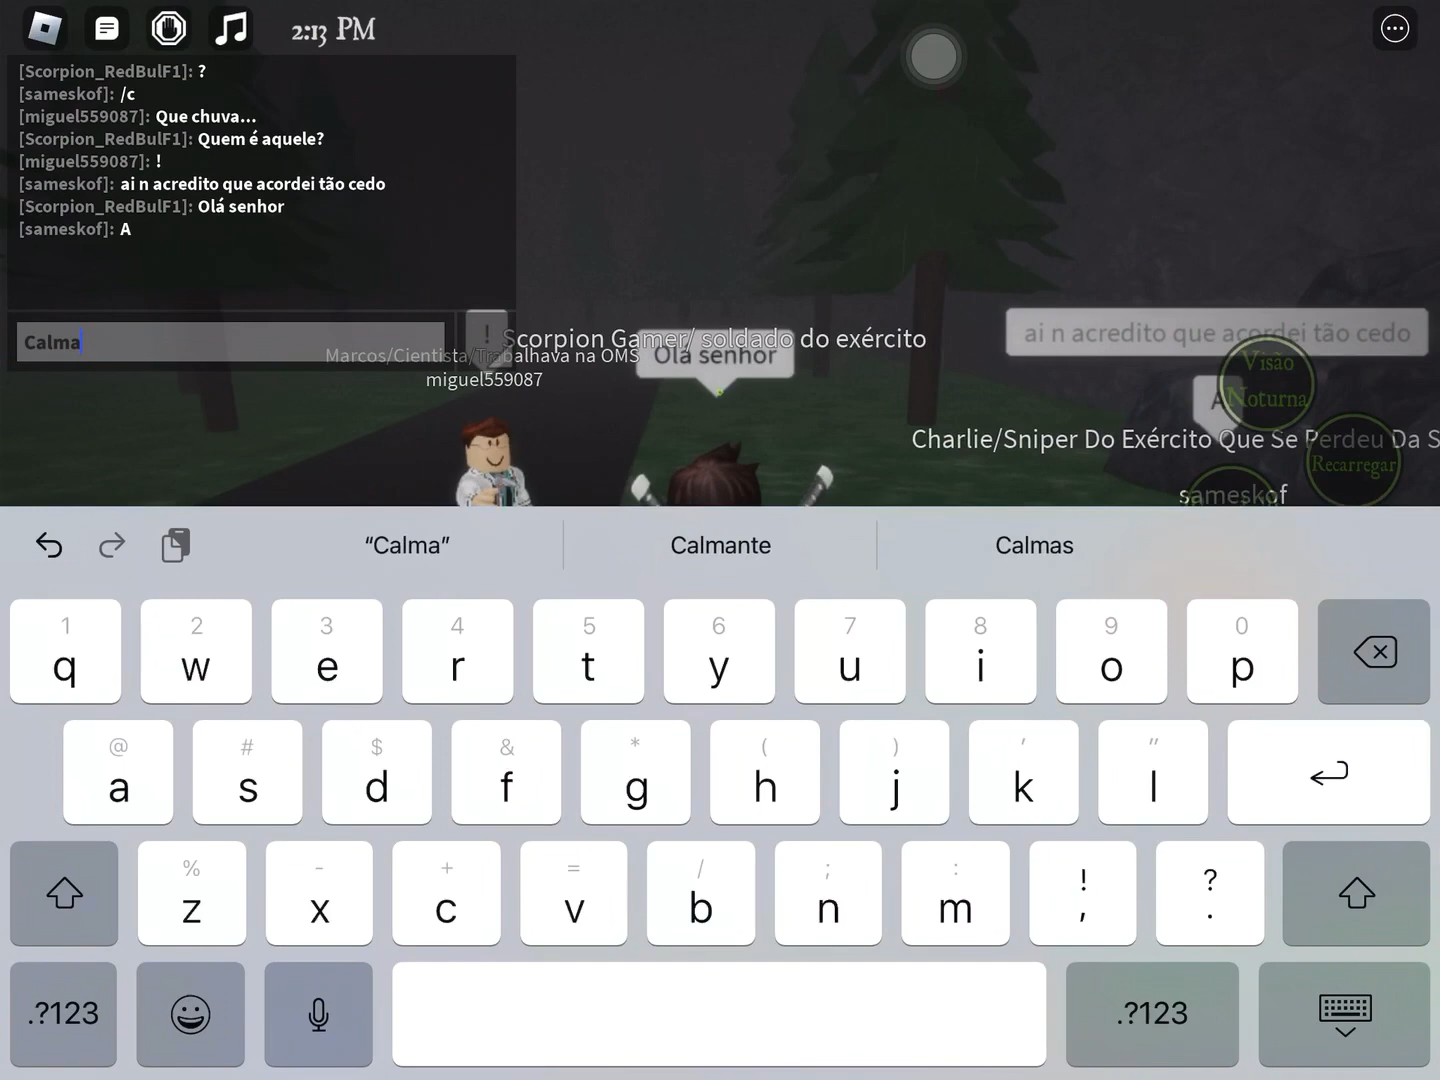 2:13 PM
[Scorpion_RedBulF1]: ?
[sameskof]: /c
[miguel559087]: Que chuva...
[Scorpion_RedBulF1]: Quem é aquele?
[miguel559087]: !
[sameskof]: ai n acredito que acordei tão cedo
[Scorpion_RedBulF1]: Olá senhor
[sameskof]: A
Calma
!
Scorpion Gamer/ soldado do exército
Marcos/Cientista/Trabalhava na OMS
miguel559087
Olá senhor
ai n acredito que acordei tão cedo
A
Visão
Noturna
Charlie/Sniper Do Exército Que Se Perdeu Da S
Recarregar
sameskof
“Calma”
Calmante
Calmas
1 2 3 4 5 6 7 8 9 0
q w e r t y u i o p
@ # $ & * ( ) ' "
a s d f g h j k l
% - + = / ; : ! ?
z x c v b n m , .
.?123
.?123